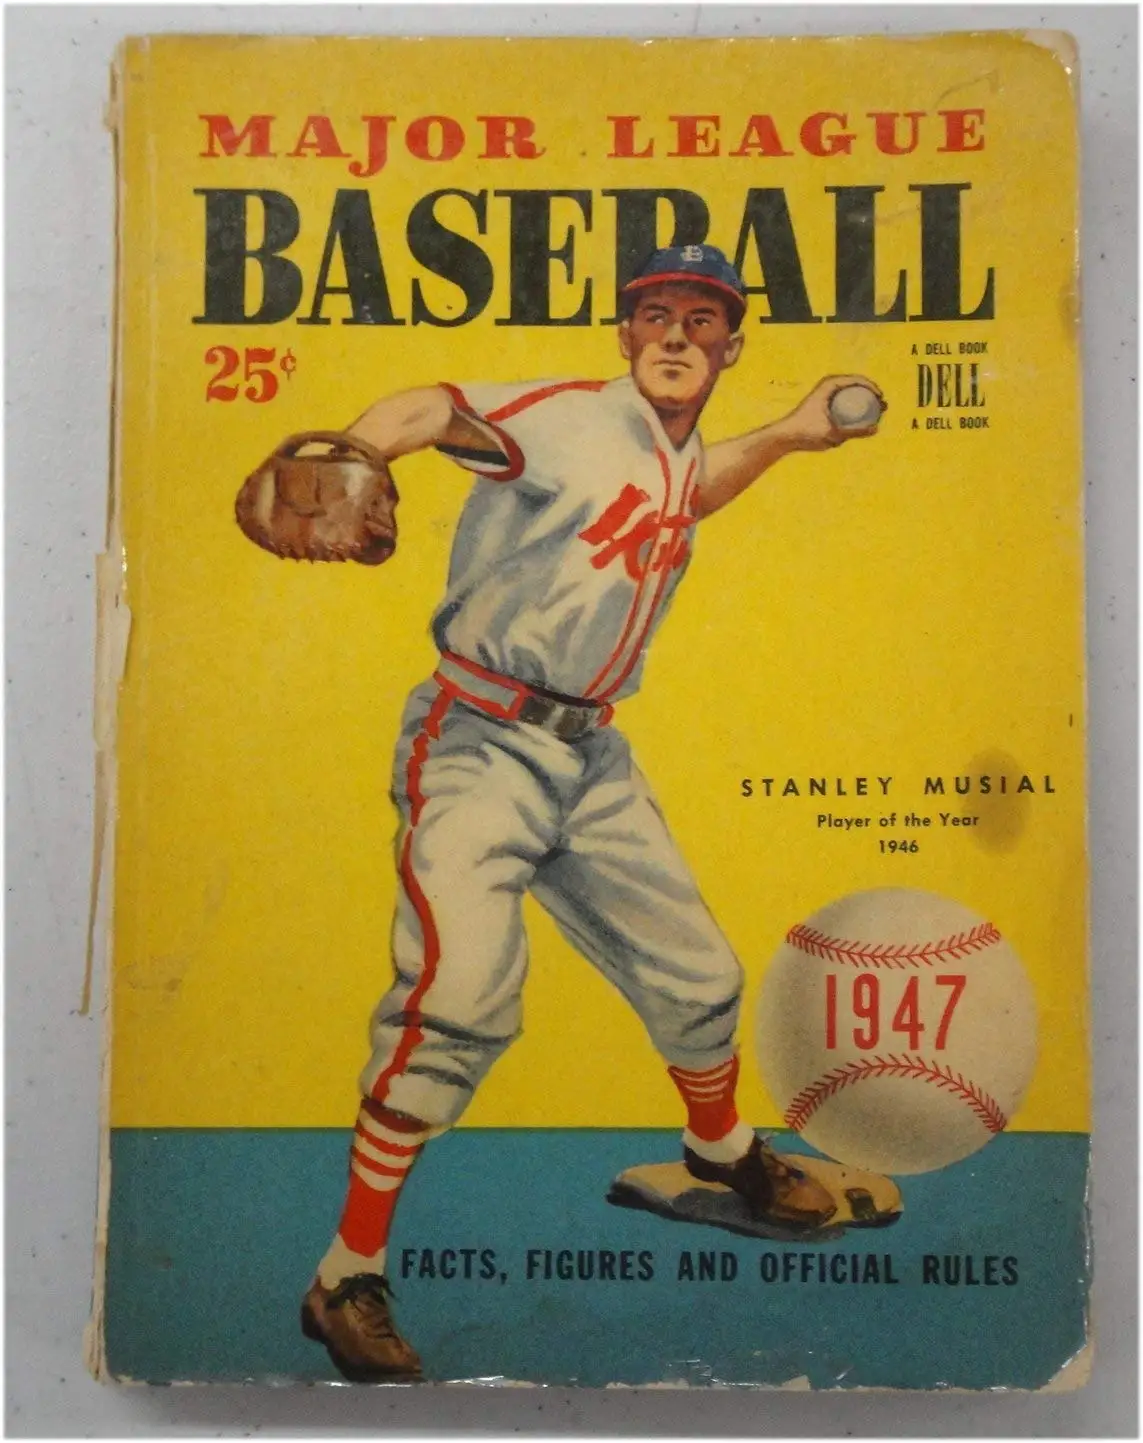 MAJOR LEAGUE
BASEBALL
25¢
A DELL BOOK
DELL
A DELL BOOK
STANLEY MUSIAL
Player of the Year
1946
1947
FACTS, FIGURES AND OFFICIAL RULES